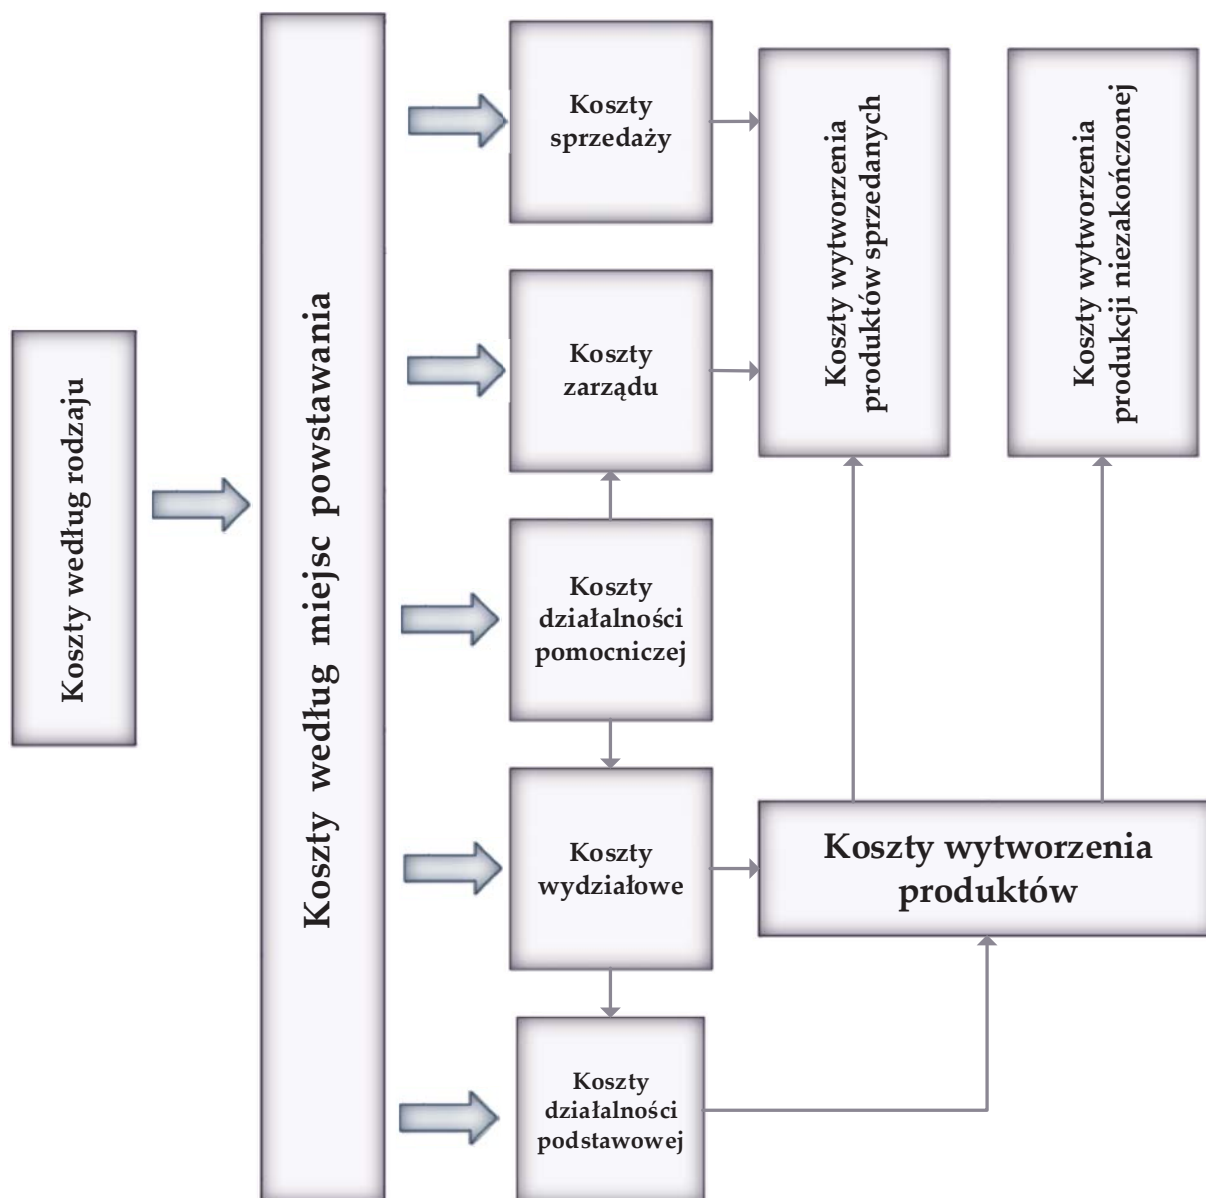 Koszty według rodzaju
Koszty według miejsc powstawania
Koszty
sprzedaży
Koszty
zarządu
Koszty
działalności
pomocniczej
Koszty
wydziałowe
Koszty
działalności
podstawowej
Koszty wytworzenia
produktów sprzedanych
Koszty wytworzenia
produkcji niezakończonej
Koszty wytworzenia
produktów